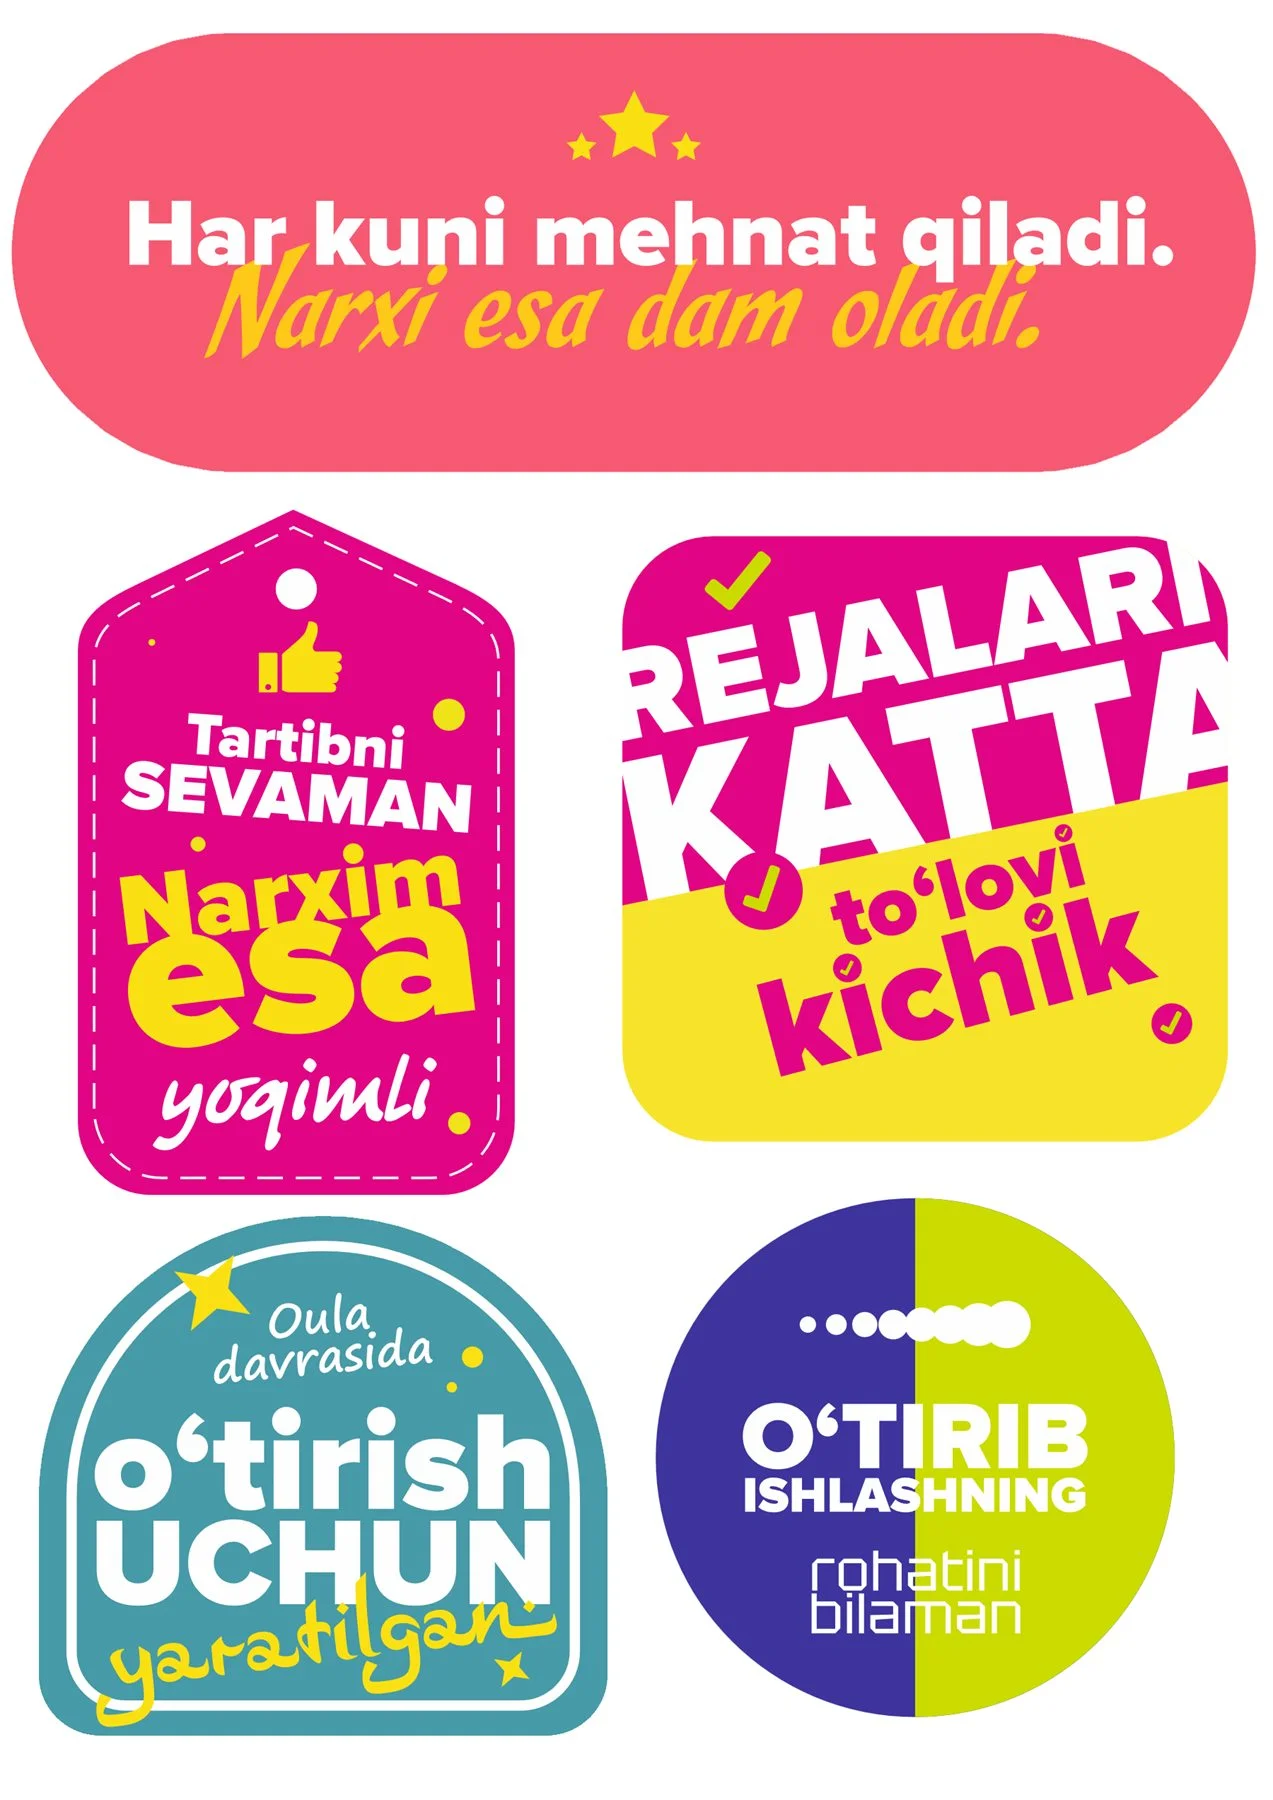 Har kuni mehnat qiladi.
Narxi esa dam oladi.
Tartibni
SEVAMAN
Narxim
esa
yoqimli
REJALARI
KATTA
to‘lovi
kichik
Oula
davrasida
o‘tirish
UCHUN
yaratilgan
O‘TIRIB
ISHLASHNING
rohatini
bilaman